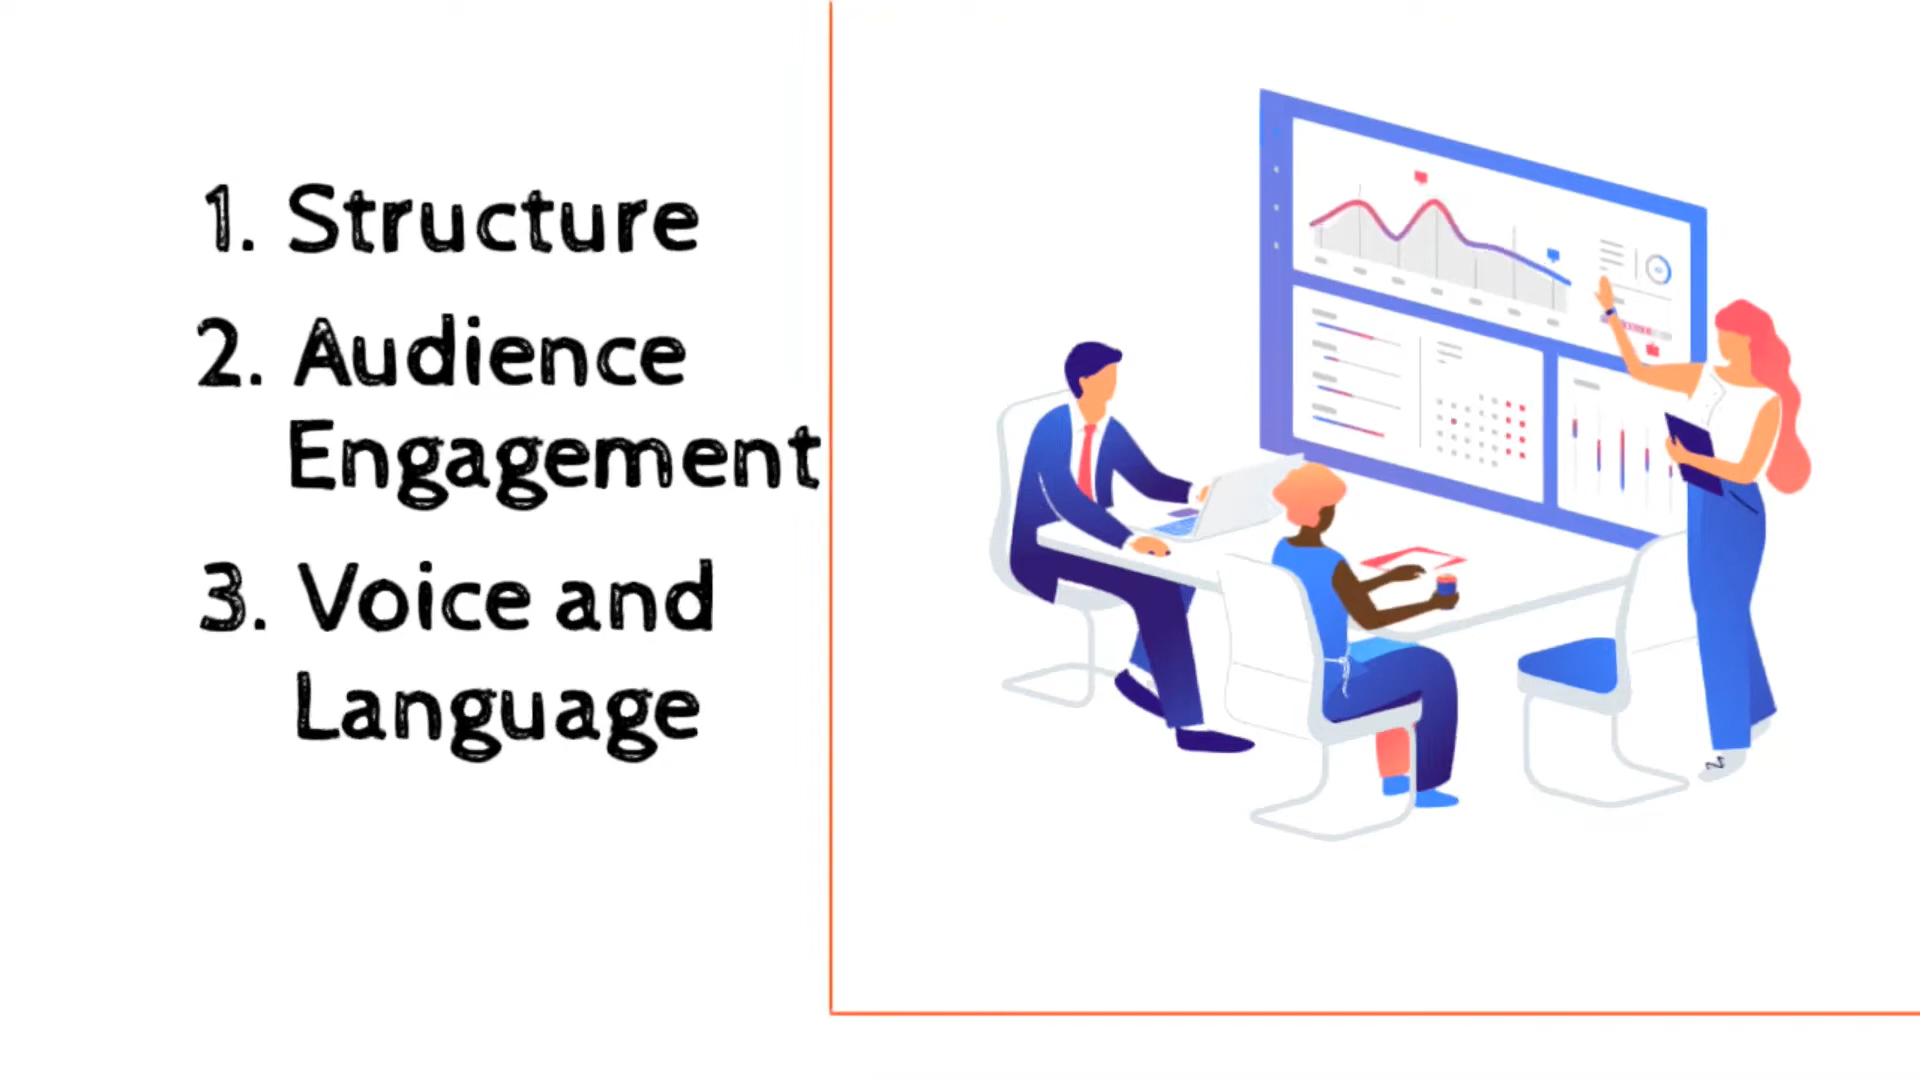 1. Structure
2. Audience
Engagement
3. Voice and
Language